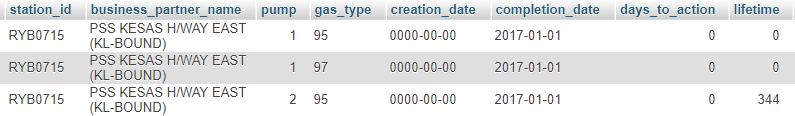 station_id business_partner_name pump gas_type creation_date completion_date days_to_action lifetime
RYB0715 PSS KESAS H/WAY EAST (KL-BOUND) 1 95 0000-00-00 2017-01-01 0 0
RYB0715 PSS KESAS H/WAY EAST (KL-BOUND) 1 97 0000-00-00 2017-01-01 0 0
RYB0715 PSS KESAS H/WAY EAST (KL-BOUND) 2 95 0000-00-00 2017-01-01 0 344